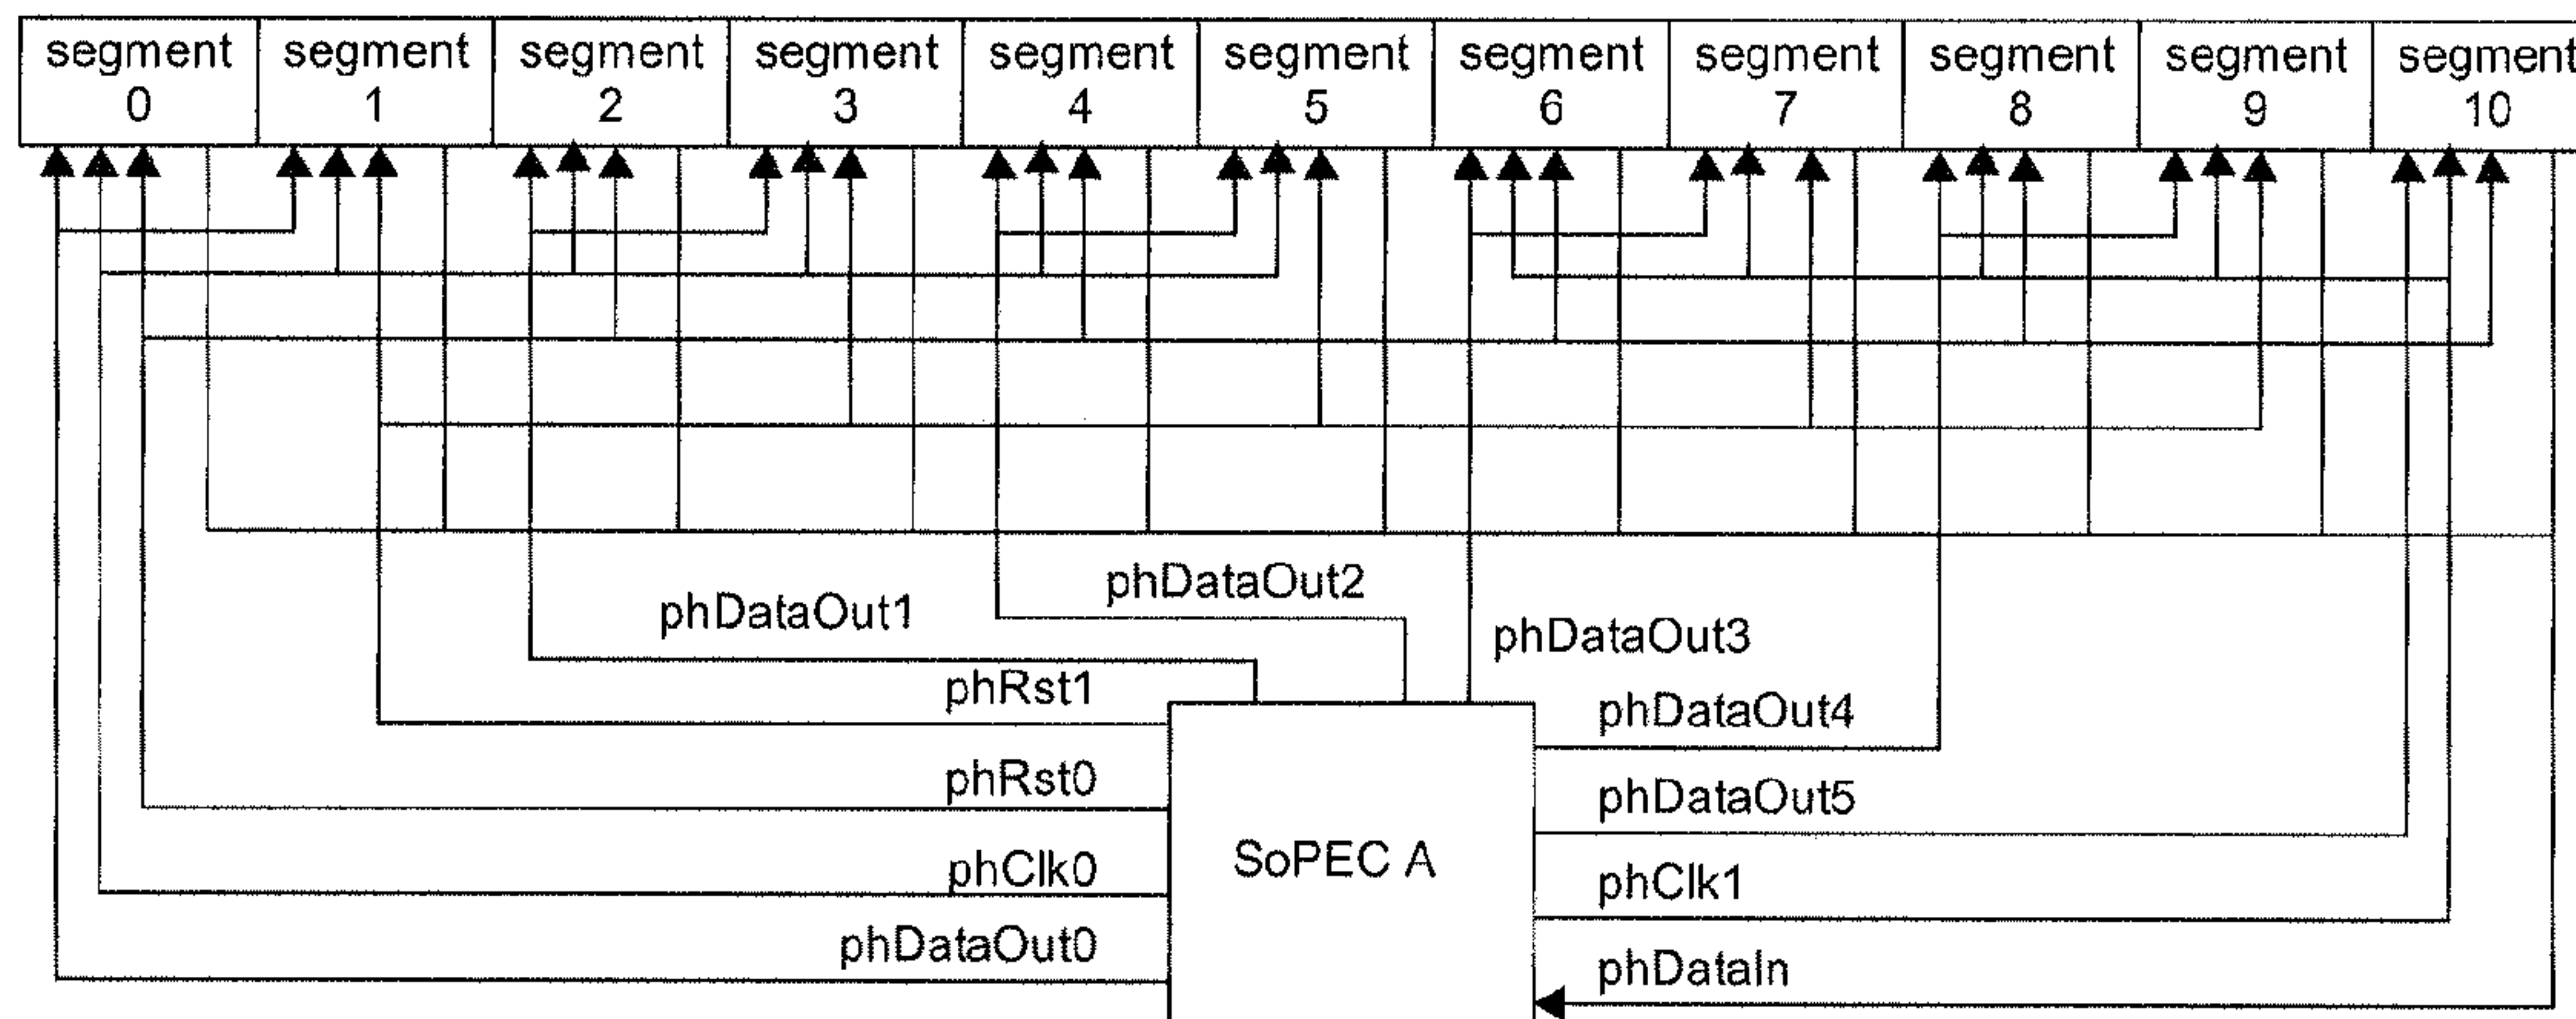 segment segment segment segment segment segment segment segment segment segment segment
0 1 2 3 4 5 6 7 8 9 10
phDataOut2
phDataOut1
phDataOut3
phRst1
phDataOut4
phRst0
phDataOut5
SoPEC A
phClk0
phClk1
phDataOut0
phDataIn